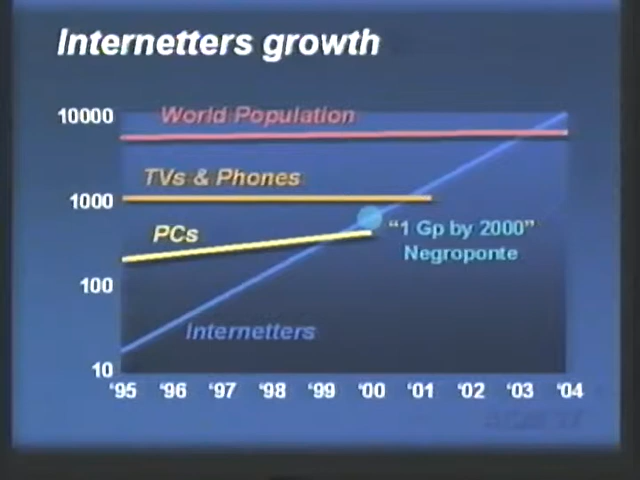 Internetters growth
10000
World Population
TVs & Phones
1000
PCs
"1 Gp by 2000"
Negroponte
100
Internetters
10
'95 '96 '97 '98 '99 '00 '01 '02 '03 '04